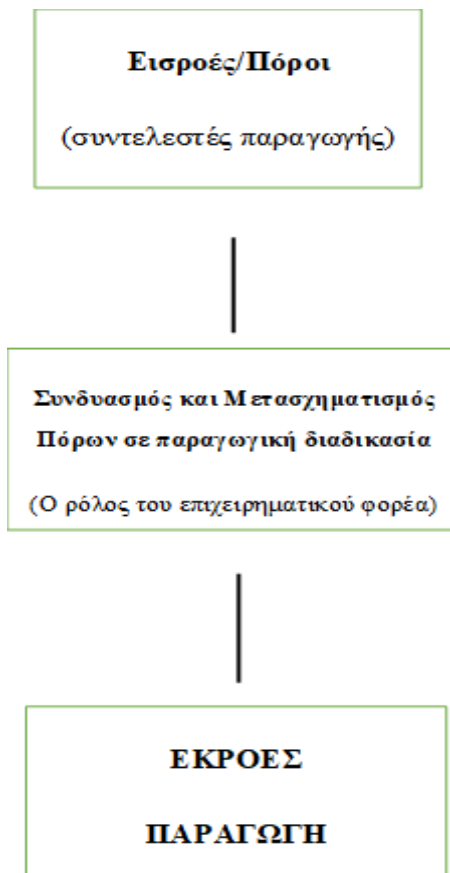 Εισροές/Πόροι
(συντελεστές παραγωγής)
Συνδυασμός και Μετασχηματισμός
Πόρων σε παραγωγική διαδικασία
(Ο ρόλος του επιχειρηματικού φορέα)
ΕΚΡΟΕΣ
ΠΑΡΑΓΩΓΗ